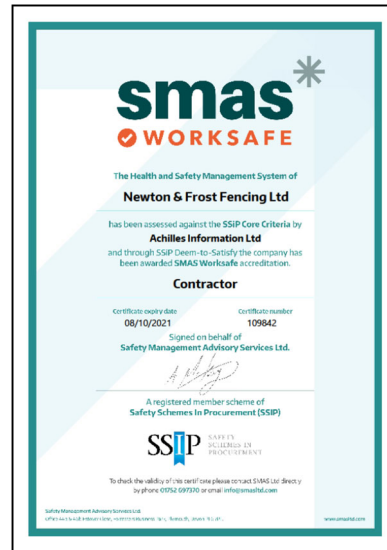 smas
WORKSAFE
The Health and Safety Management System of
Newton & Frost Fencing Ltd
has been assessed against the SSiP Core Criteria by
Achilles Information Ltd
and through SSiP Deem-to-Satisfy the company has
been awarded SMAS Worksafe accreditation.
Contractor
Certificate expiry date Certificate number
08/10/2021 109842
Signed on behalf of
Safety Management Advisory Services Ltd.
A registered member scheme of
Safety Schemes In Procurement (SSIP)
SSIP SAFETY
SCHEMES IN
PROCUREMENT
To check the validity of this certificate please contact SMAS Ltd directly
by phone 01752 697370 or email info@smasltd.com
Safety Management Advisory Services Ltd.
www.smasltd.com